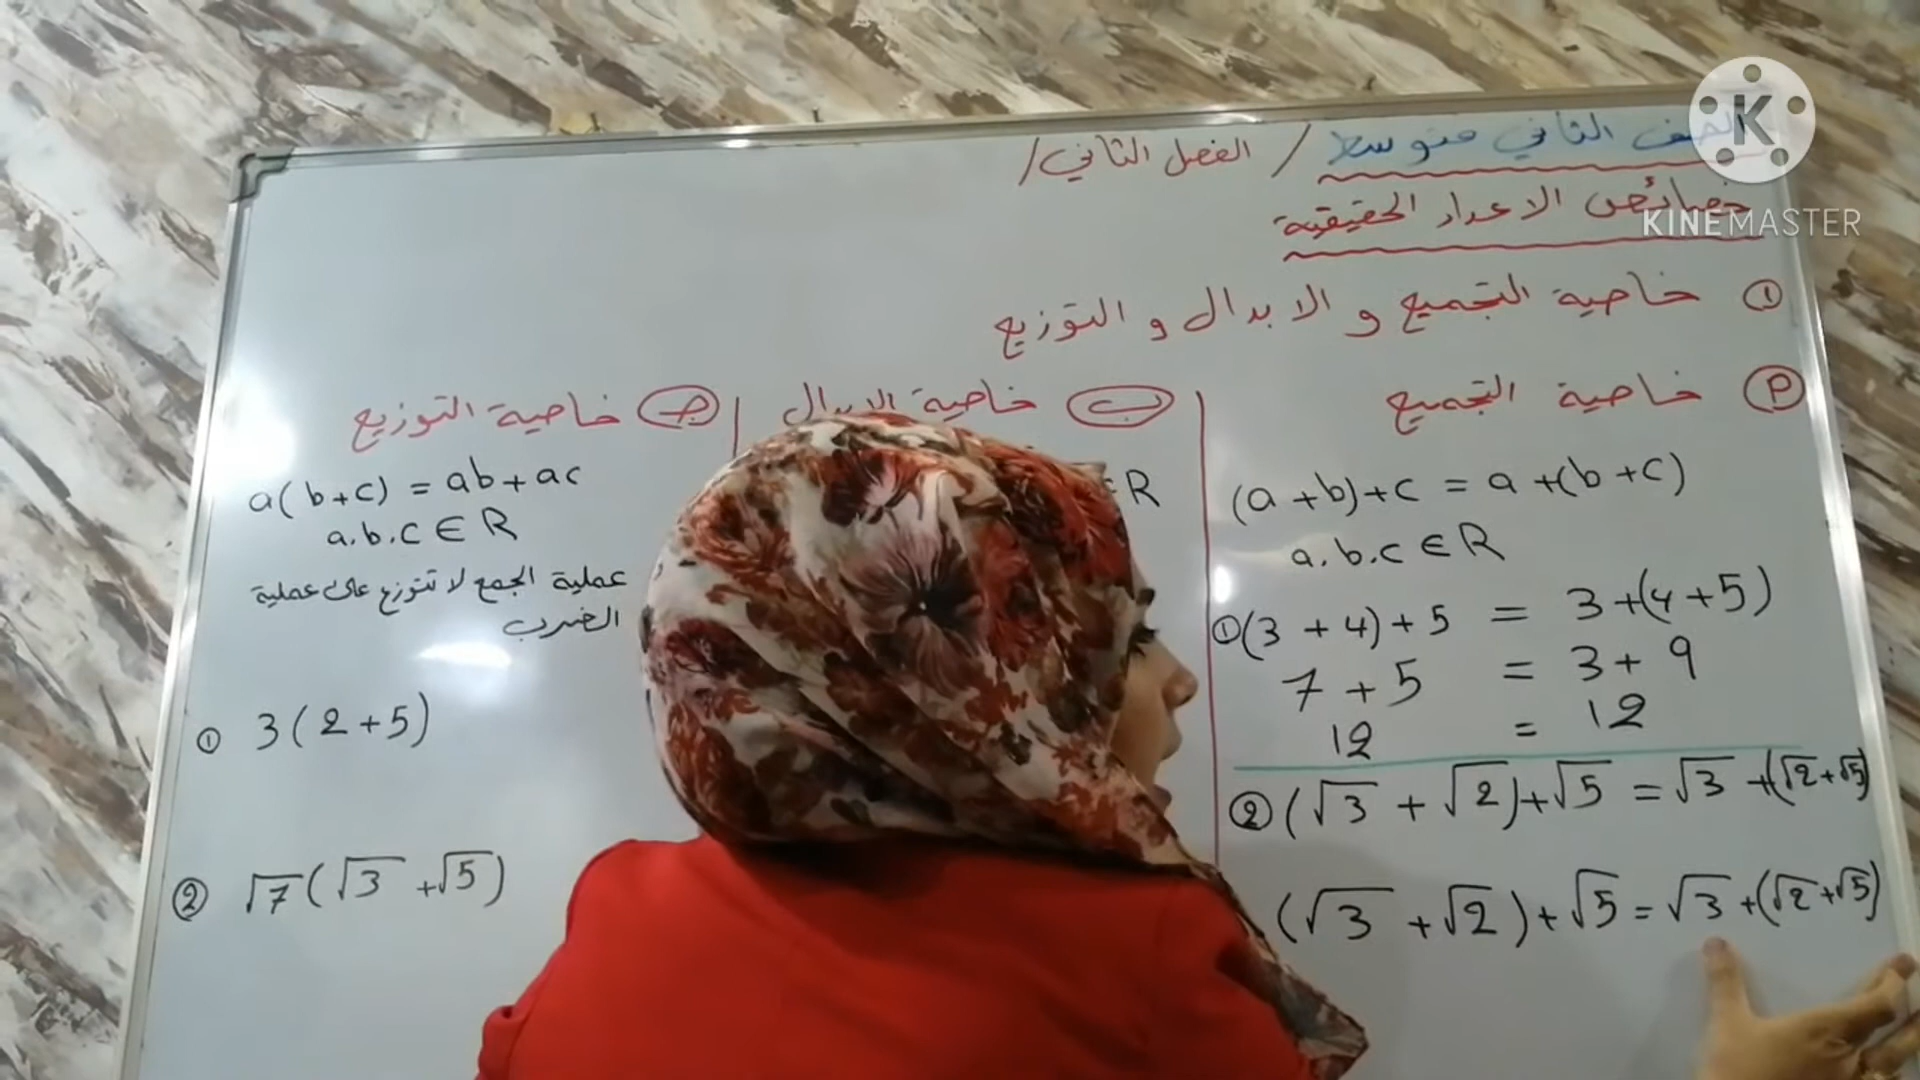 الصف الثاني متوسط / الفصل الثاني /
خصائص الاعداد الحقيقية
K
KINEMASTER
① خاصية التجميع و الابدال و التوزيع
أ خاصية التجميع
(a + b) + c = a + (b + c)
a.b.c ∈ R
① (3 + 4) + 5 = 3 + (4 + 5)
7 + 5 = 3 + 9
12 = 12
② (√3 + √2) + √5 = √3 + (√2 + √5)
(√3 + √2) + √5 = √3 + (√2 + √5)
ب خاصية الابدال
∈ R
جـ خاصية التوزيع
a(b+c) = ab + ac
a.b.c ∈ R
عملية الجمع لا تتوزع على عملية
الضرب
① 3(2+5)
② √7(√3 + √5)